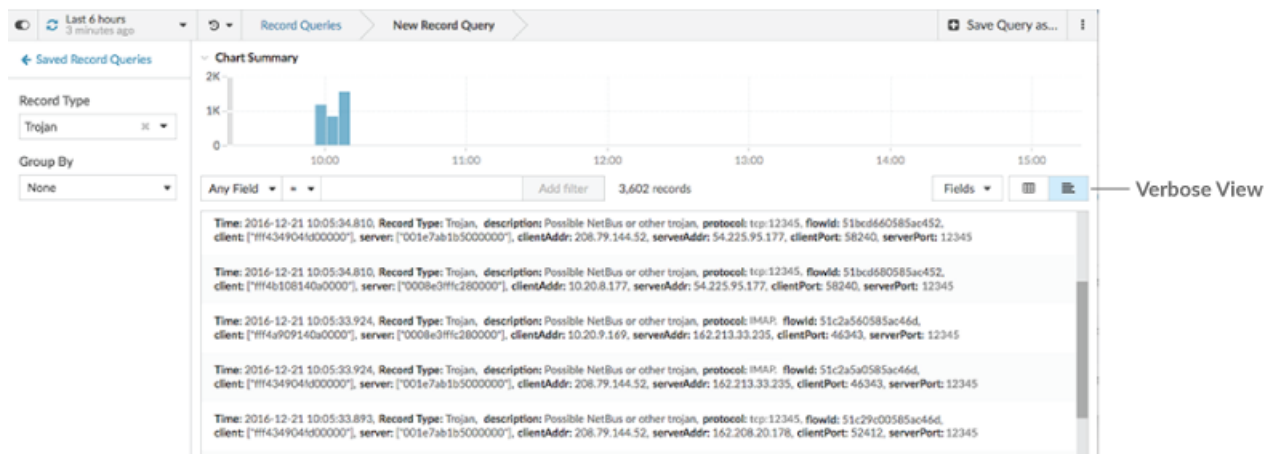 Last 6 hours
3 minutes ago
Record Queries
New Record Query
Save Query as...
Saved Record Queries
Record Type
Trojan
Group By
None
Chart Summary
2K
1K
0
10:00 11:00 12:00 13:00 14:00 15:00
Any Field = Add filter 3,602 records Fields
Verbose View
Time: 2016-12-21 10:05:34.810, Record Type: Trojan, description: Possible NetBus or other trojan, protocol: tcp:12345, flowId: 51bcd660585ac452,
client: ["fff434904fd00000"], server: ["001e7ab1b5000000"], clientAddr: 208.79.144.52, serverAddr: 54.225.95.177, clientPort: 58240, serverPort: 12345
Time: 2016-12-21 10:05:34.810, Record Type: Trojan, description: Possible NetBus or other trojan, protocol: tcp:12345, flowId: 51bcd680585ac452,
client: ["fff4b108140a0000"], server: ["0008e3fffc280000"], clientAddr: 10.20.8.177, serverAddr: 54.225.95.177, clientPort: 58240, serverPort: 12345
Time: 2016-12-21 10:05:33.924, Record Type: Trojan, description: Possible NetBus or other trojan, protocol: IMAP, flowId: 51c2a560585ac46d,
client: ["fff4a909140a0000"], server: ["0008e3fffc280000"], clientAddr: 10.20.9.169, serverAddr: 162.213.33.235, clientPort: 46343, serverPort: 12345
Time: 2016-12-21 10:05:33.924, Record Type: Trojan, description: Possible NetBus or other trojan, protocol: IMAP, flowId: 51c2a5a0585ac46d,
client: ["fff434904fd00000"], server: ["001e7ab1b5000000"], clientAddr: 208.79.144.52, serverAddr: 162.213.33.235, clientPort: 46343, serverPort: 12345
Time: 2016-12-21 10:05:33.893, Record Type: Trojan, description: Possible NetBus or other trojan, protocol: tcp:12345, flowId: 51c29c00585ac46d,
client: ["fff434904fd00000"], server: ["001e7ab1b5000000"], clientAddr: 208.79.144.52, serverAddr: 162.208.20.178, clientPort: 52412, serverPort: 12345